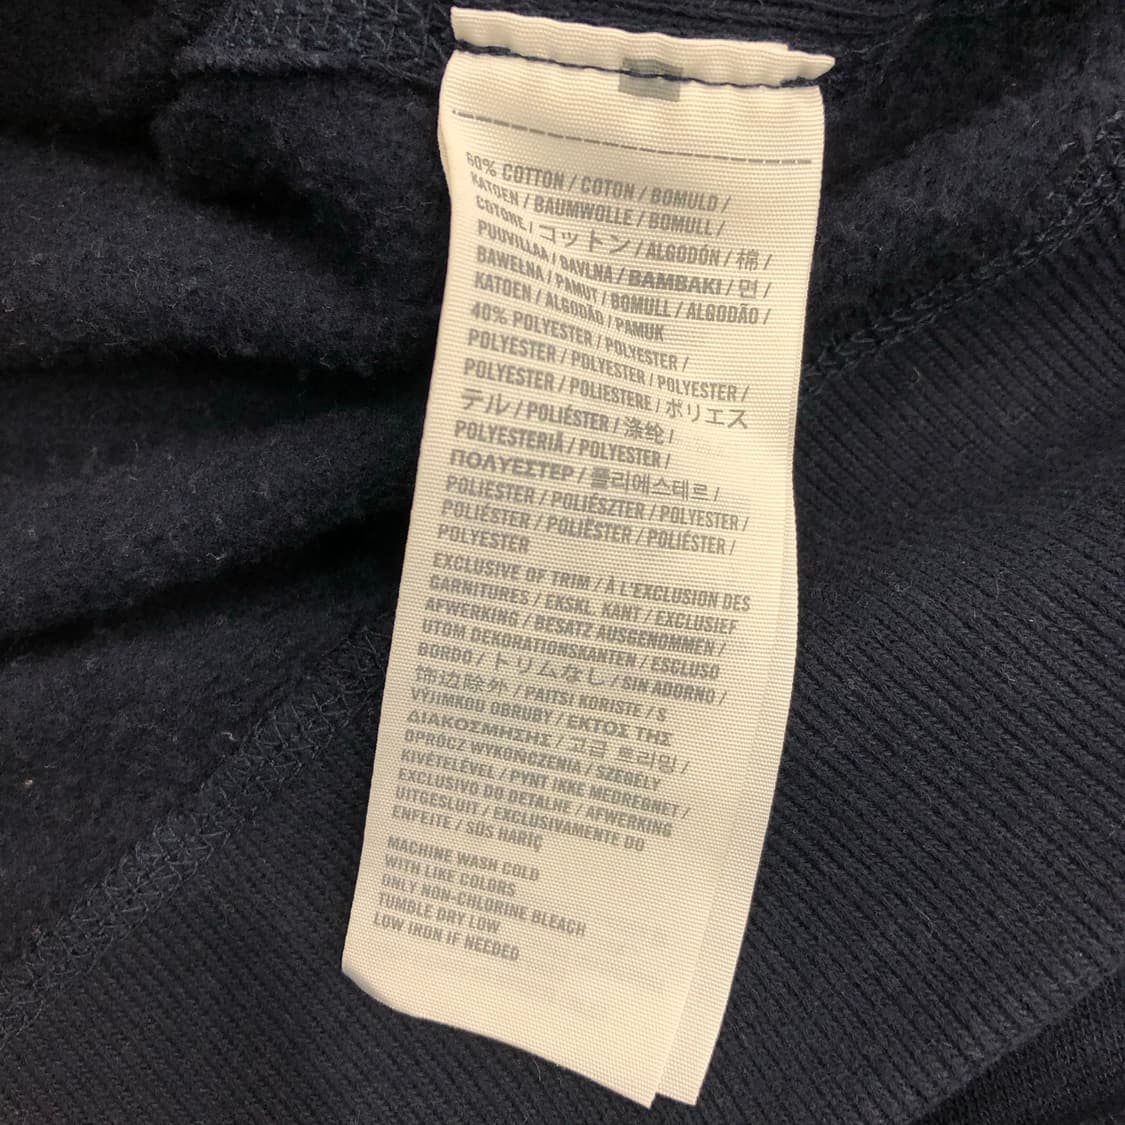 60% COTTON / COTON / BOMULD /
KATOEN / BAUMWOLLE / BOMULL /
COTONE / コットン / ALGODÓN / 棉 /
PUUVILLAA / BAVLNA / BAMBAKI / 면 /
BAWEŁNA / PAMUT / BOMULL / ALGODÃO /
KATOEN / ALGODÃO / PAMUK
40% POLYESTER / POLYESTER /
POLYESTER / POLYESTER / POLYESTER /
POLYESTER / POLIESTERE / ポリエス
テル / POLIÉSTER / 涤纶 /
POLYESTERIÄ / POLYESTER /
ΠΟΛΥΕΣΤΕΡ / 폴리에스테르 /
POLIESTER / POLIÉSZTER / POLYESTER /
POLIÉSTER / POLIËSTER / POLIÉSTER /
POLYESTER
EXCLUSIVE OF TRIM / À L'EXCLUSION DES
GARNITURES / EKSKL. KANT / EXCLUSIEF
AFWERKING / BESATZ AUSGENOMMEN /
UTOM DEKORATIONSKANTEN / ESCLUSO
BORDO / トリムなし / SIN ADORNO /
饰边除外 / PAITSI KORISTE / S
VÝJIMKOU OBRUBY / ΕΚΤΟΣ ΤΗΣ
ΔΙΑΚΟΣΜΗΣΗΣ / 고급 트리밍 /
OPRÓCZ WYKOŃCZENIA / SZEGÉLY
KIVÉTELÉVEL / PYNT IKKE MEDREGNET /
EXCLUSIVO DO DETALHE / AFWERKING
UITGESLUIT / EXCLUSIVAMENTE DO
ENFEITE / SÜS HARİÇ
MACHINE WASH COLD
WITH LIKE COLORS
ONLY NON-CHLORINE BLEACH
TUMBLE DRY LOW
LOW IRON IF NEEDED